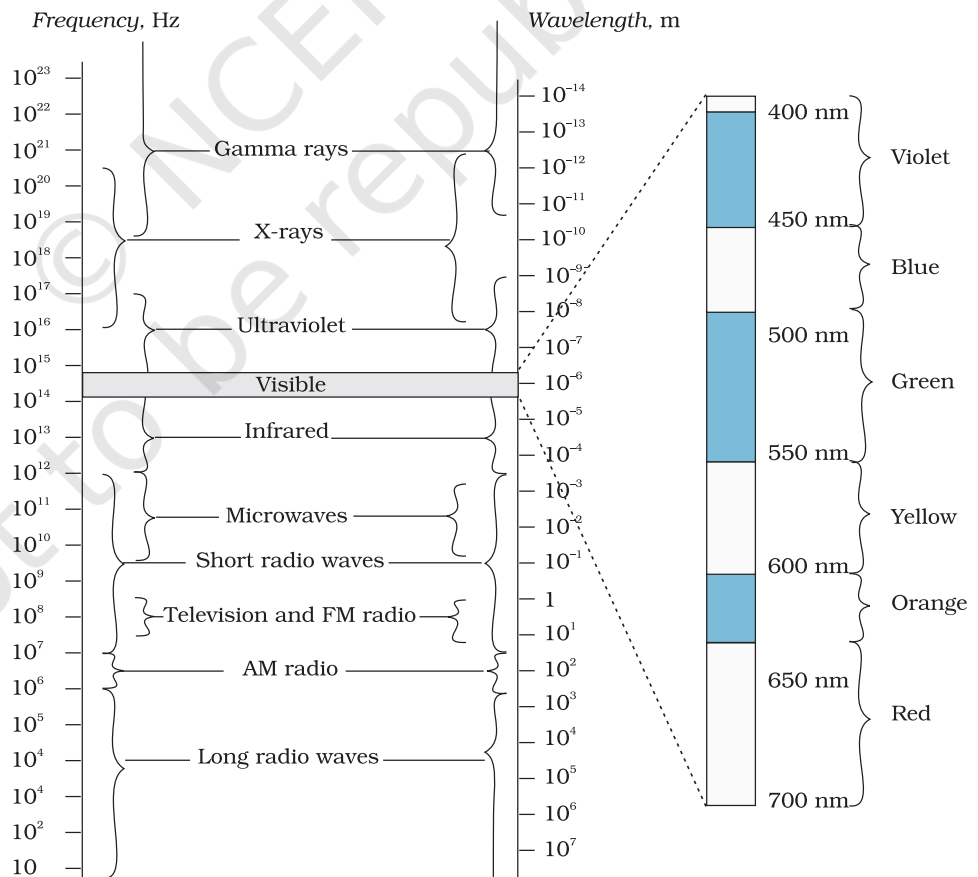 Frequency, Hz
Wavelength, m
10²³
10²²
10²¹
10²⁰
10¹⁹
10¹⁸
10¹⁷
10¹⁶
10¹⁵
10¹⁴
10¹³
10¹²
10¹¹
10¹⁰
10⁹
10⁸
10⁷
10⁶
10⁵
10⁴
10⁴
10²
10
Gamma rays
X-rays
Ultraviolet
Visible
Infrared
Microwaves
Short radio waves
Television and FM radio
AM radio
Long radio waves
10⁻¹⁴
10⁻¹³
10⁻¹²
10⁻¹¹
10⁻¹⁰
10⁻⁹
10⁻⁸
10⁻⁷
10⁻⁶
10⁻⁵
10⁻⁴
10⁻³
10⁻²
10⁻¹
1
10¹
10²
10³
10⁴
10⁵
10⁶
10⁷
400 nm
450 nm
500 nm
550 nm
600 nm
650 nm
700 nm
Violet
Blue
Green
Yellow
Orange
Red
© NCE
to be republ